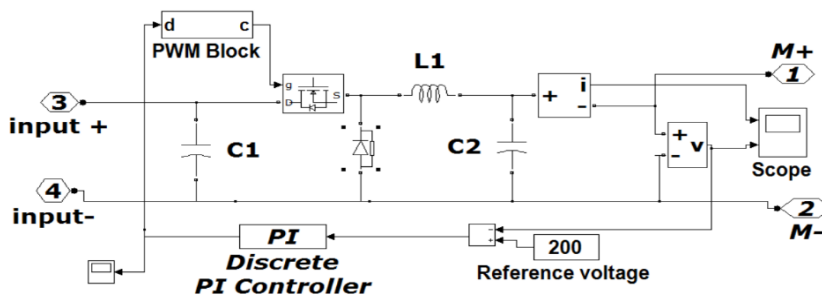 d
c
PWM Block
g
D
S
L1
+
i
-
M+
1
3
input +
C1
C2
+
v
-
Scope
4
input-
2
M-
PI
Discrete
PI Controller
-
+
200
Reference voltage